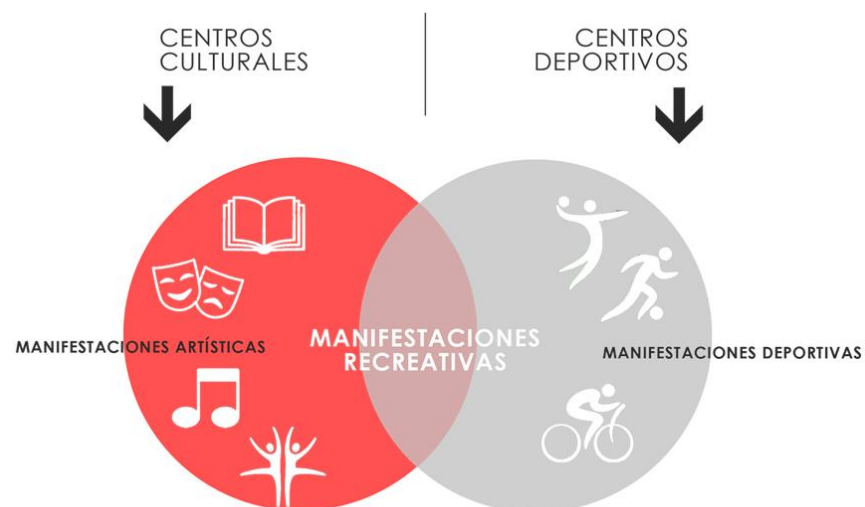 CENTROS
CULTURALES
CENTROS
DEPORTIVOS
MANIFESTACIONES ARTÍSTICAS
MANIFESTACIONES
RECREATIVAS
MANIFESTACIONES DEPORTIVAS